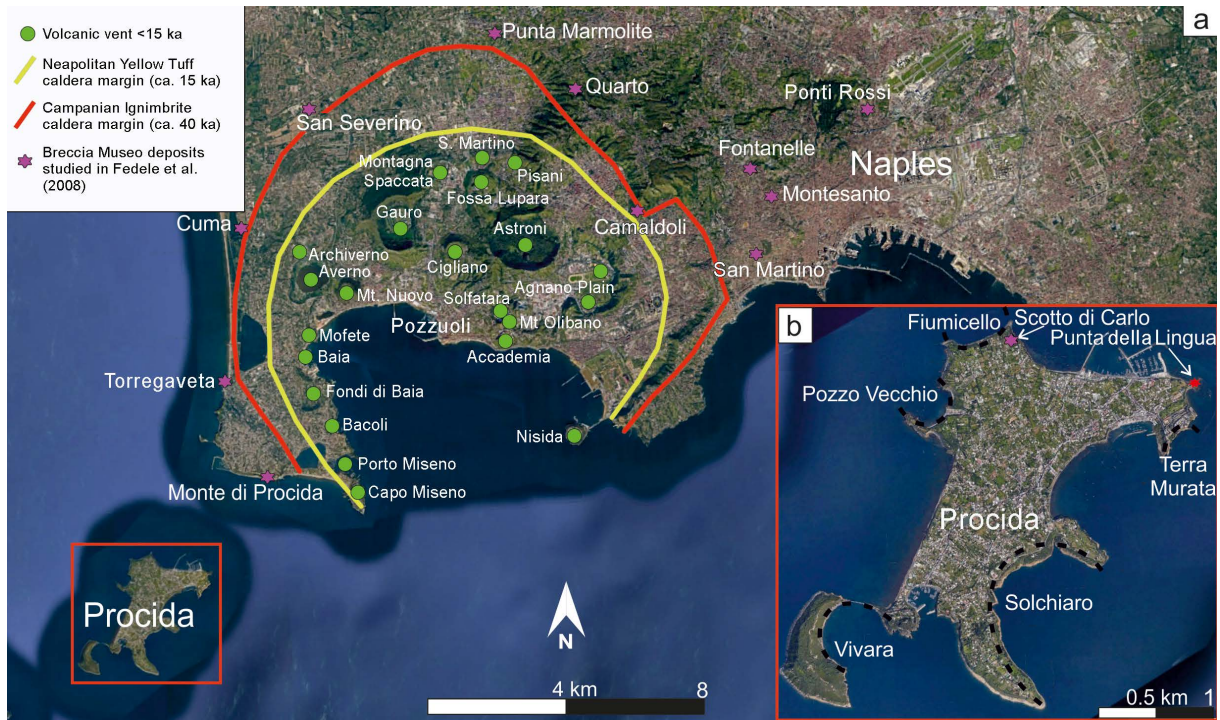 a
Volcanic vent <15 ka
Neapolitan Yellow Tuff
caldera margin (ca. 15 ka)
Campanian Ignimbrite
caldera margin (ca. 40 ka)
Breccia Museo deposits
studied in Fedele et al.
(2008)
Punta Marmolite
Quarto
Ponti Rossi
San Severino
Fontanelle
Naples
Montesanto
S. Martino
Montagna
Spaccata
Pisani
Fossa Lupara
Cuma
Gauro
Astroni
Camaldoli
San Martino
Archiverno
Averno
Cigliano
Mt. Nuovo
Agnano Plain
Solfatara
Pozzuoli
Mt Olibano
Mofete
Baia
Accademia
Torregaveta
Fondi di Baia
Bacoli
Nisida
Porto Miseno
Monte di Procida
Capo Miseno
Procida
N
4 km
8
b
Fiumicello
Scotto di Carlo
Punta della Lingua
Pozzo Vecchio
Terra
Murata
Procida
Solchiaro
Vivara
0.5 km
1